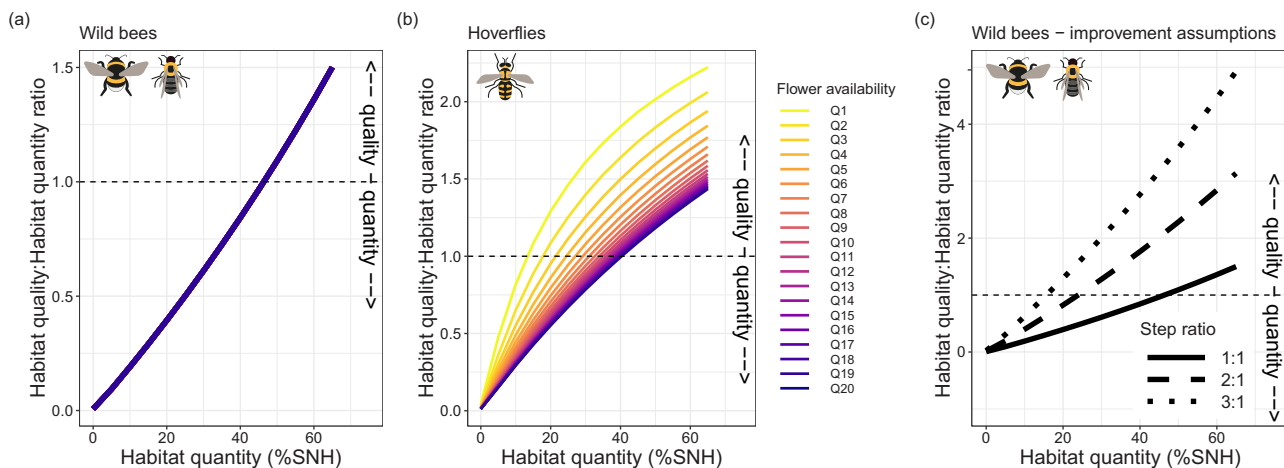 (a)
Wild bees
Habitat quality:Habitat quantity ratio
1.5
1.0
0.5
0.0
0
20
40
60
Habitat quantity (%SNH)
<−−− quality − quantity −−−>
(b)
Hoverflies
Habitat quality:Habitat quantity ratio
2.0
1.5
1.0
0.5
0.0
0
20
40
60
Habitat quantity (%SNH)
<−−− quality − quantity −−−>
Flower availability
Q1
Q2
Q3
Q4
Q5
Q6
Q7
Q8
Q9
Q10
Q11
Q12
Q13
Q14
Q15
Q16
Q17
Q18
Q19
Q20
(c)
Wild bees − improvement assumptions
Habitat quality:Habitat quantity ratio
4
2
0
0
20
40
60
Habitat quantity (%SNH)
<−−− quality − quantity −−−>
Step ratio
1:1
2:1
3:1